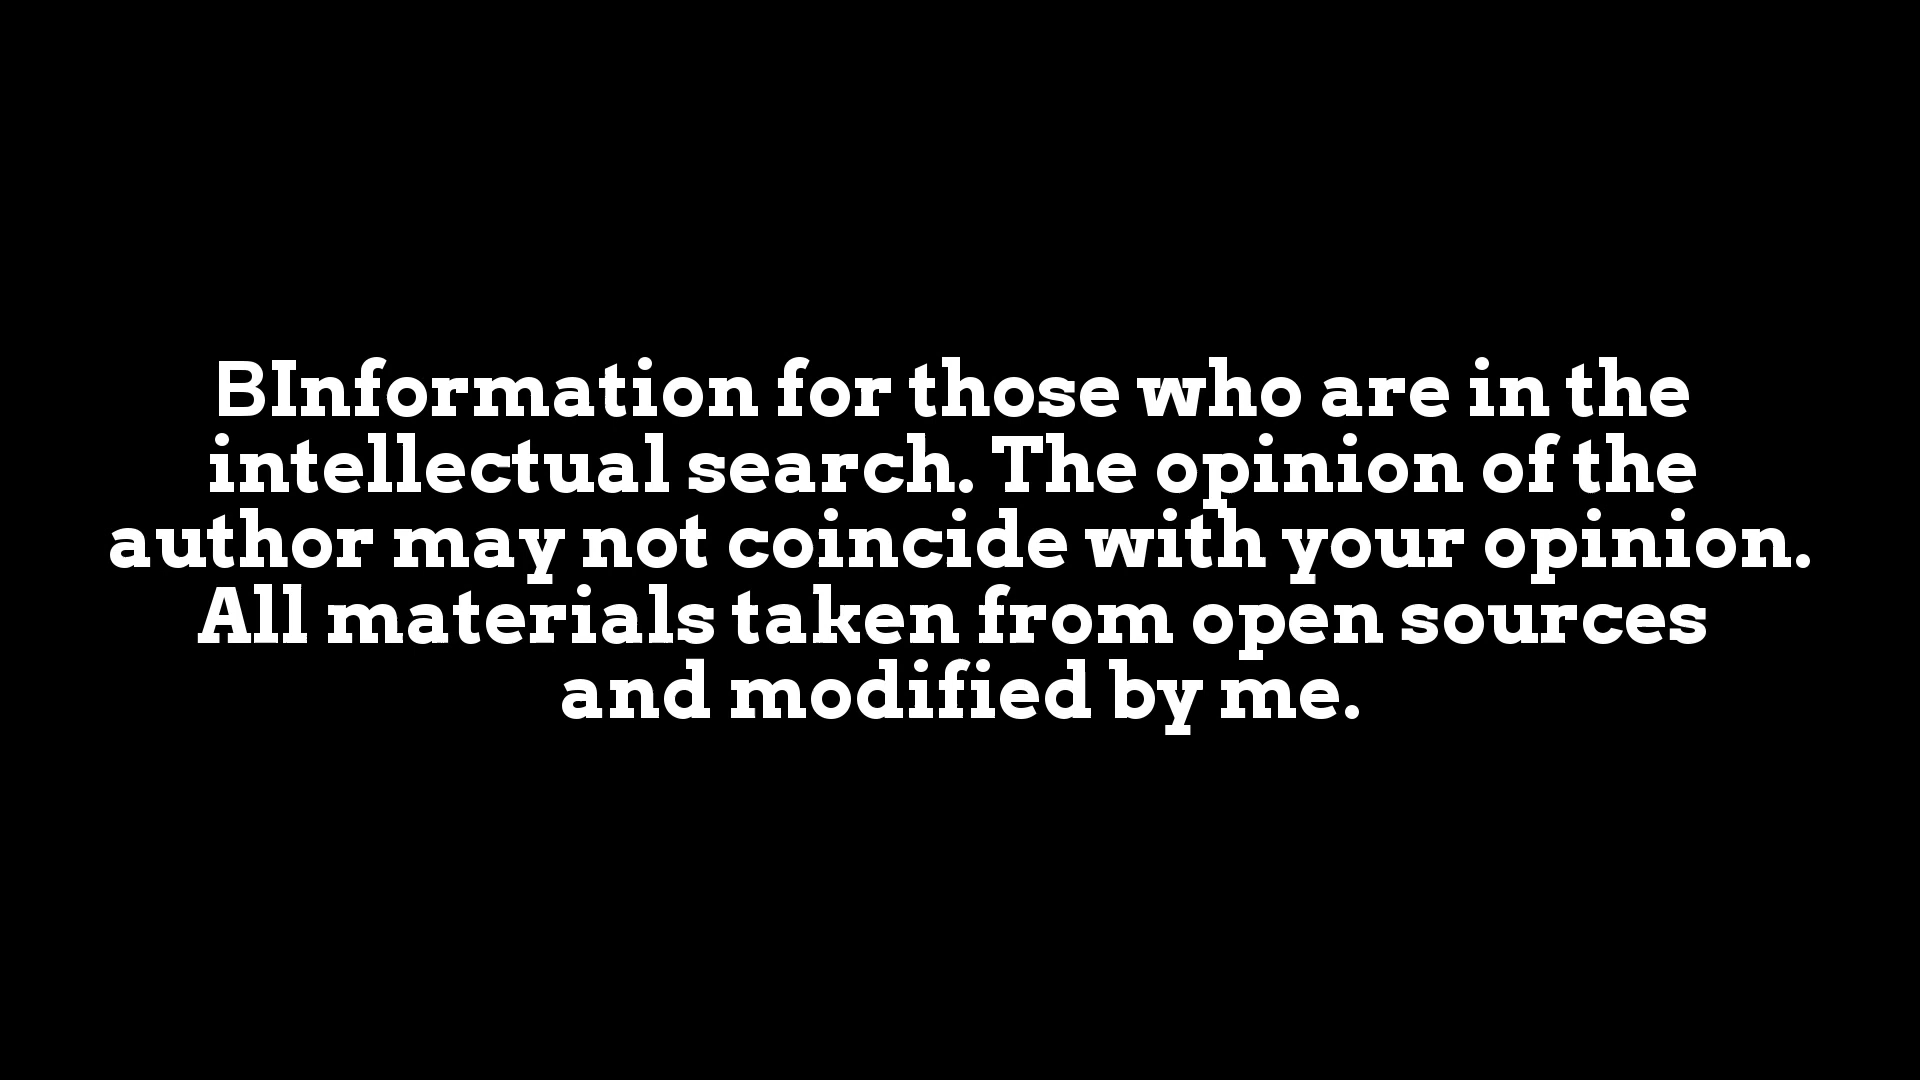 BInformation for those who are in the
intellectual search. The opinion of the
author may not coincide with your opinion.
All materials taken from open sources
and modified by me.